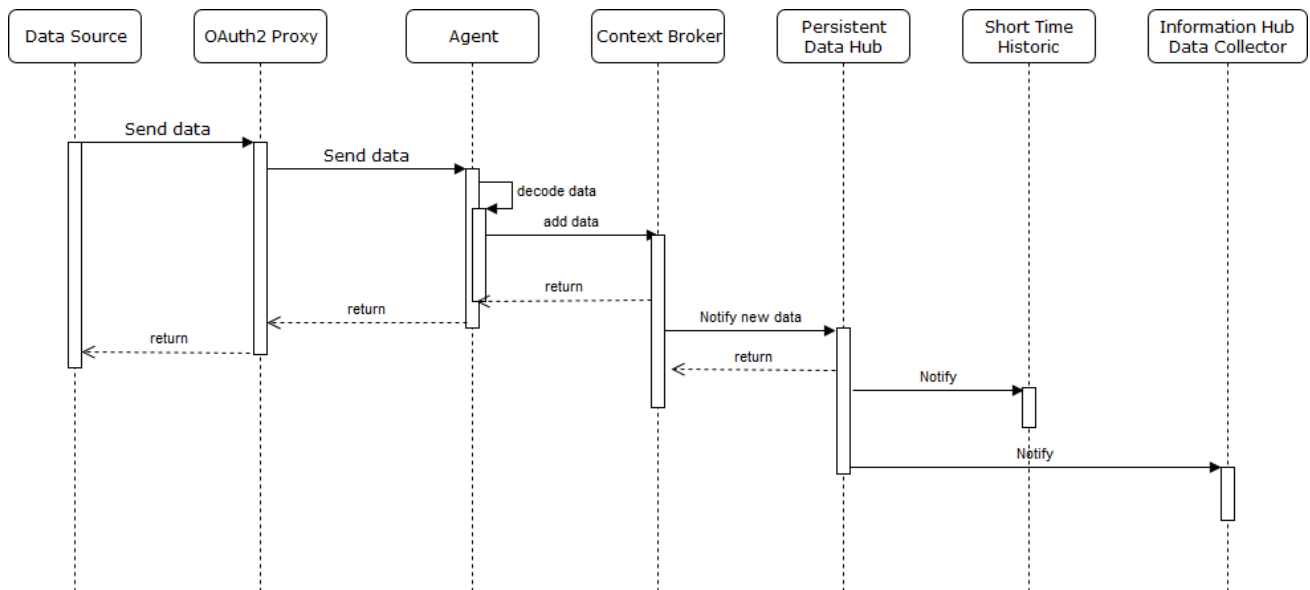 Data Source
OAuth2 Proxy
Agent
Context Broker
Persistent
Data Hub
Short Time
Historic
Information Hub
Data Collector
Send data
Send data
decode data
add data
return
return
Notify new data
return
return
Notify
Notify